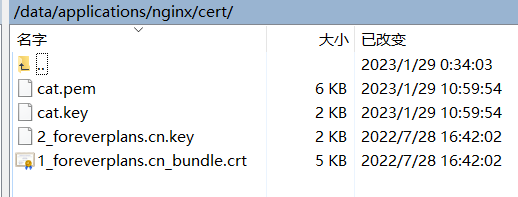 /data/applications/nginx/cert/
名字 大小 已改变
.. 2023/1/29 0:34:03
cat.pem 6 KB 2023/1/29 10:59:54
cat.key 2 KB 2023/1/29 10:59:54
2_foreverplans.cn.key 2 KB 2022/7/28 16:42:02
1_foreverplans.cn_bundle.crt 5 KB 2022/7/28 16:42:02